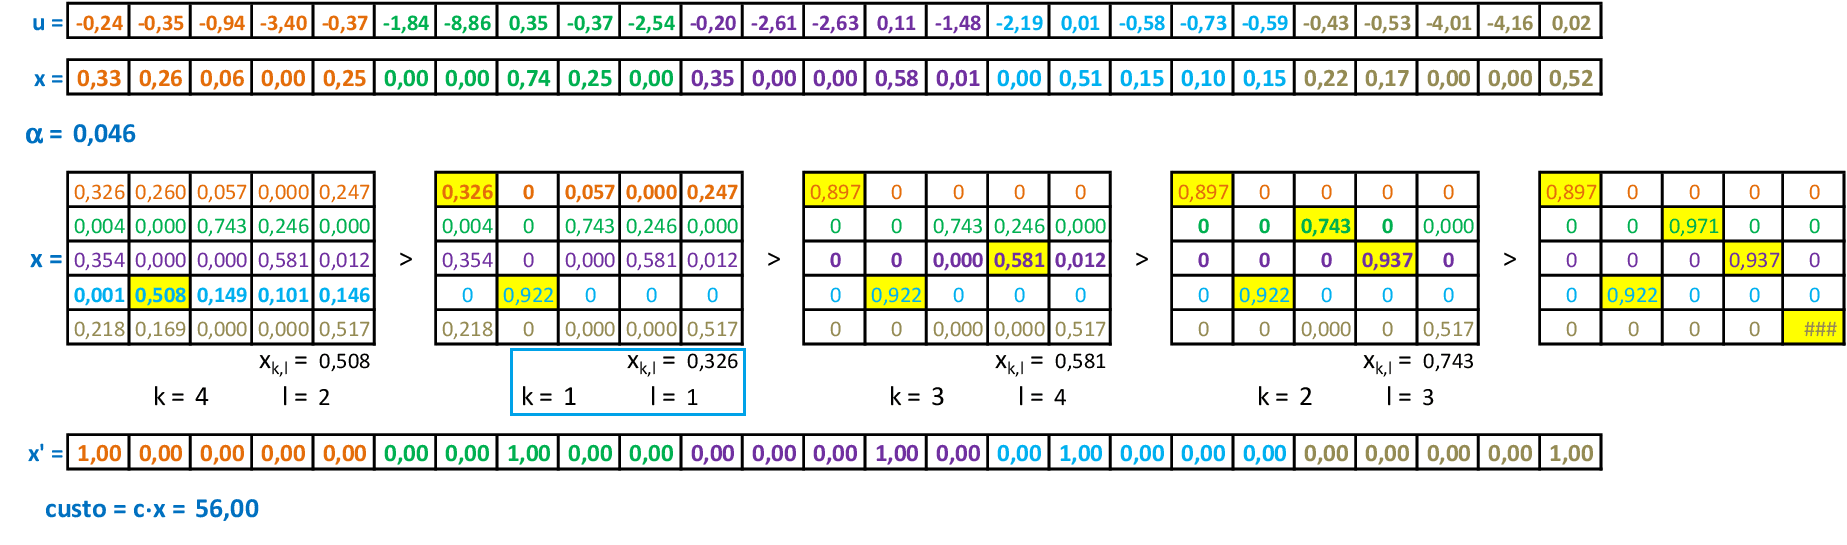 u = -0,24 -0,35 -0,94 -3,40 -0,37 -1,84 -8,86 0,35 -0,37 -2,54 -0,20 -2,61 -2,63 0,11 -1,48 -2,19 0,01 -0,58 -0,73 -0,59 -0,43 -0,53 -4,01 -4,16 0,02
x = 0,33 0,26 0,06 0,00 0,25 0,00 0,00 0,74 0,25 0,00 0,35 0,00 0,00 0,58 0,01 0,00 0,51 0,15 0,10 0,15 0,22 0,17 0,00 0,00 0,52
α = 0,046
0,326 0,260 0,057 0,000 0,247 0,326 0 0,057 0,000 0,247 0,897 0 0 0 0 0,897 0 0 0 0 0,897 0 0 0 0
0,004 0,000 0,743 0,246 0,000 0,004 0 0,743 0,246 0,000 0 0 0,743 0,246 0,000 0 0 0,743 0 0,000 0 0 0,971 0 0
x = 0,354 0,000 0,000 0,581 0,012 > 0,354 0 0,000 0,581 0,012 > 0 0 0,000 0,581 0,012 > 0 0 0 0,937 0 > 0 0 0 0,937 0
0,001 0,508 0,149 0,101 0,146 0 0,922 0 0 0 0 0,922 0 0 0 0 0,922 0 0 0 0 0,922 0 0 0
0,218 0,169 0,000 0,000 0,517 0,218 0 0,000 0,000 0,517 0 0 0,000 0,000 0,517 0 0 0,000 0 0,517 0 0 0 0 ###
xk,l = 0,508 xk,l = 0,326 xk,l = 0,581 xk,l = 0,743
k = 4 l = 2 k = 1 l = 1 k = 3 l = 4 k = 2 l = 3
x' = 1,00 0,00 0,00 0,00 0,00 0,00 0,00 1,00 0,00 0,00 0,00 0,00 0,00 1,00 0,00 0,00 1,00 0,00 0,00 0,00 0,00 0,00 0,00 0,00 1,00
custo = c·x = 56,00